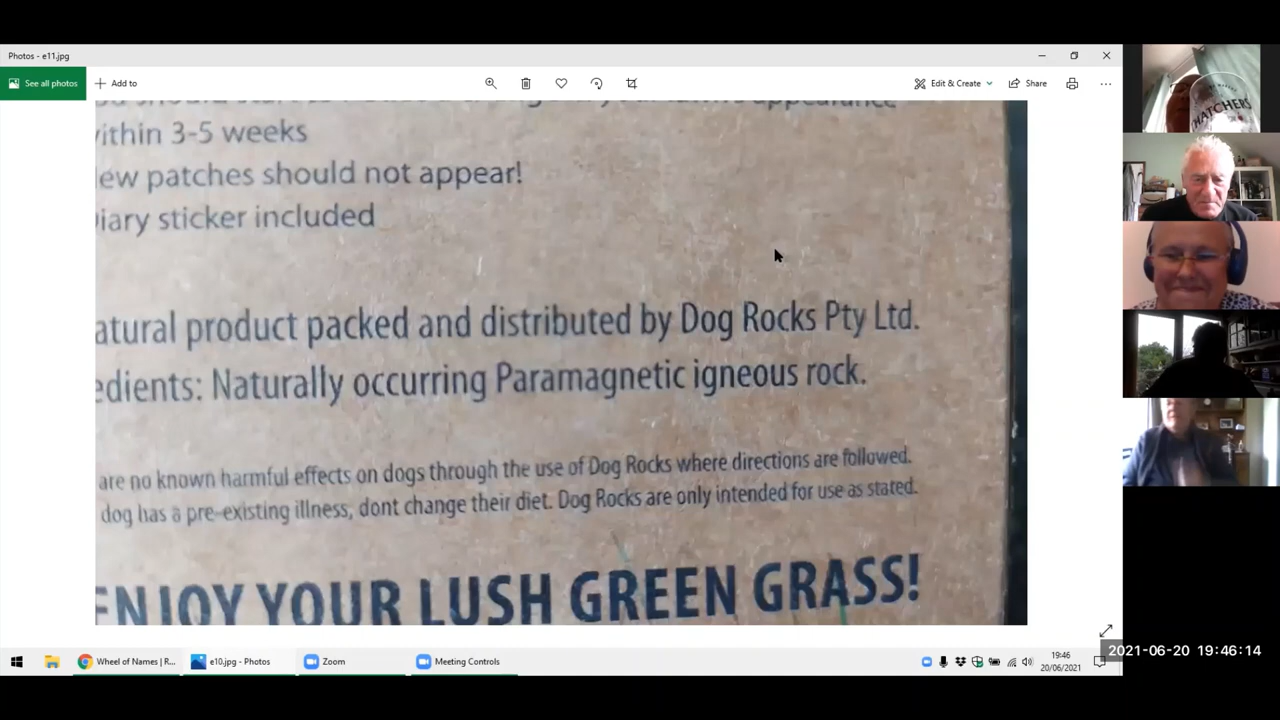 Photos - e11.jpg
See all photos
Add to
Edit & Create
Share
THATCHERS
appearance
within 3-5 weeks
ew patches should not appear!
iary sticker included
atural product packed and distributed by Dog Rocks Pty Ltd.
edients: Naturally occurring Paramagnetic igneous rock.
are no known harmful effects on dogs through the use of Dog Rocks where directions are followed.
dog has a pre-existing illness, dont change their diet. Dog Rocks are only intended for use as stated.
ENJOY YOUR LUSH GREEN GRASS!
Wheel of Names | R...
e10.jpg - Photos
Zoom
Meeting Controls
19:46
20/06/2021
2021-06-20 19:46:14